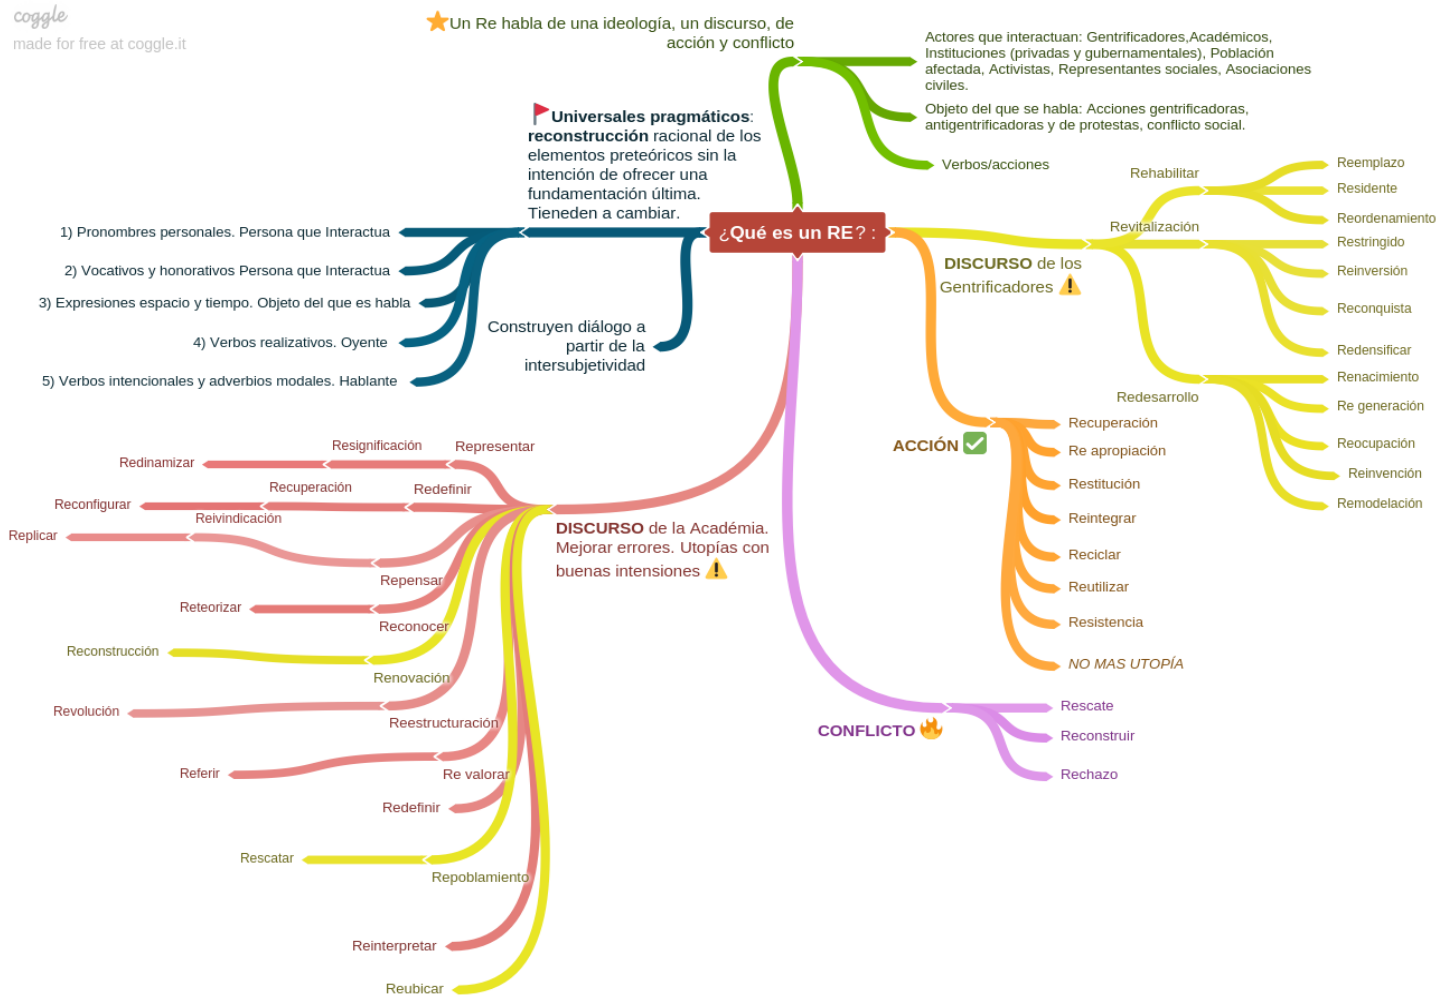 coggle
made for free at coggle.it
Un Re habla de una ideología, un discurso, de
acción y conflicto
Actores que interactuan: Gentrificadores,Académicos,
Instituciones (privadas y gubernamentales), Población
afectada, Activistas, Representantes sociales, Asociaciones
civiles.
Objeto del que se habla: Acciones gentrificadoras,
antigentrificadoras y de protestas, conflicto social.
Verbos/acciones
Universales pragmáticos:
reconstrucción racional de los
elementos preteóricos sin la
intención de ofrecer una
fundamentación última.
Tieneden a cambiar.
1) Pronombres personales. Persona que Interactua
2) Vocativos y honorativos Persona que Interactua
3) Expresiones espacio y tiempo. Objeto del que es habla
4) Verbos realizativos. Oyente
5) Verbos intencionales y adverbios modales. Hablante
Construyen diálogo a
partir de la
intersubjetividad
¿Qué es un RE? :
DISCURSO de los
Gentrificadores
Rehabilitar
Reemplazo
Residente
Reordenamiento
Revitalización
Restringido
Reinversión
Reconquista
Redensificar
Redesarrollo
Renacimiento
Re generación
Reocupación
Reinvención
Remodelación
ACCIÓN
Recuperación
Re apropiación
Restitución
Reintegrar
Reciclar
Reutilizar
Resistencia
NO MAS UTOPÍA
CONFLICTO
Rescate
Reconstruir
Rechazo
DISCURSO de la Académia.
Mejorar errores. Utopías con
buenas intensiones
Representar
Resignificación
Redinamizar
Redefinir
Recuperación
Reconfigurar
Repensar
Reivindicación
Replicar
Reconocer
Reteorizar
Renovación
Reconstrucción
Reestructuración
Revolución
Re valorar
Referir
Redefinir
Repoblamiento
Rescatar
Reinterpretar
Reubicar